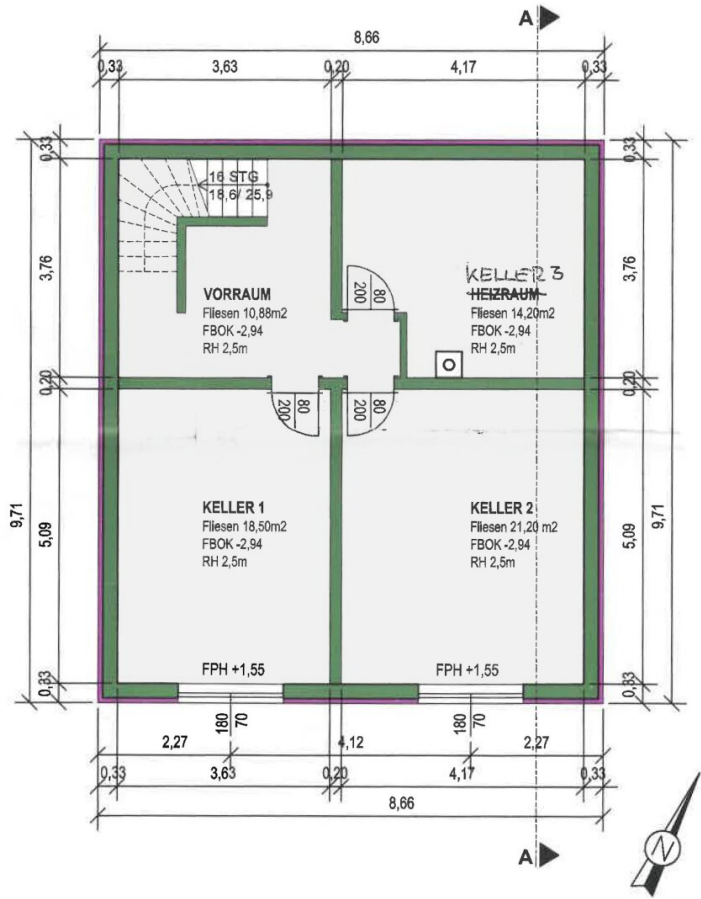 A
8,66
0,33 3,63 0,20 4,17 0,33
0,33 0,33
16 STG
18,6/ 25,9
3,76 3,76
KELLER 3
VORRAUM HEIZRAUM
Fliesen 10,88m2 Fliesen 14,20m2
FBOK -2,94 FBOK -2,94
RH 2,5m RH 2,5m
80
200
0,20 0,20
80
200
80
200
9,71 9,71
5,09 5,09
KELLER 1 KELLER 2
Fliesen 18,50m2 Fliesen 21,20 m2
FBOK -2,94 FBOK -2,94
RH 2,5m RH 2,5m
FPH +1,55 FPH +1,55
0,33 0,33
180 180
70 70
2,27 4,12 2,27
0,33 3,63 0,20 4,17 0,33
8,66
A
N